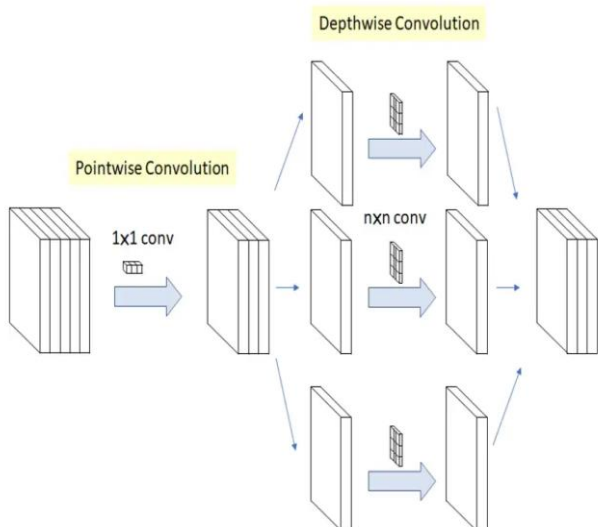 Depthwise Convolution
Pointwise Convolution
1x1 conv
nxn conv